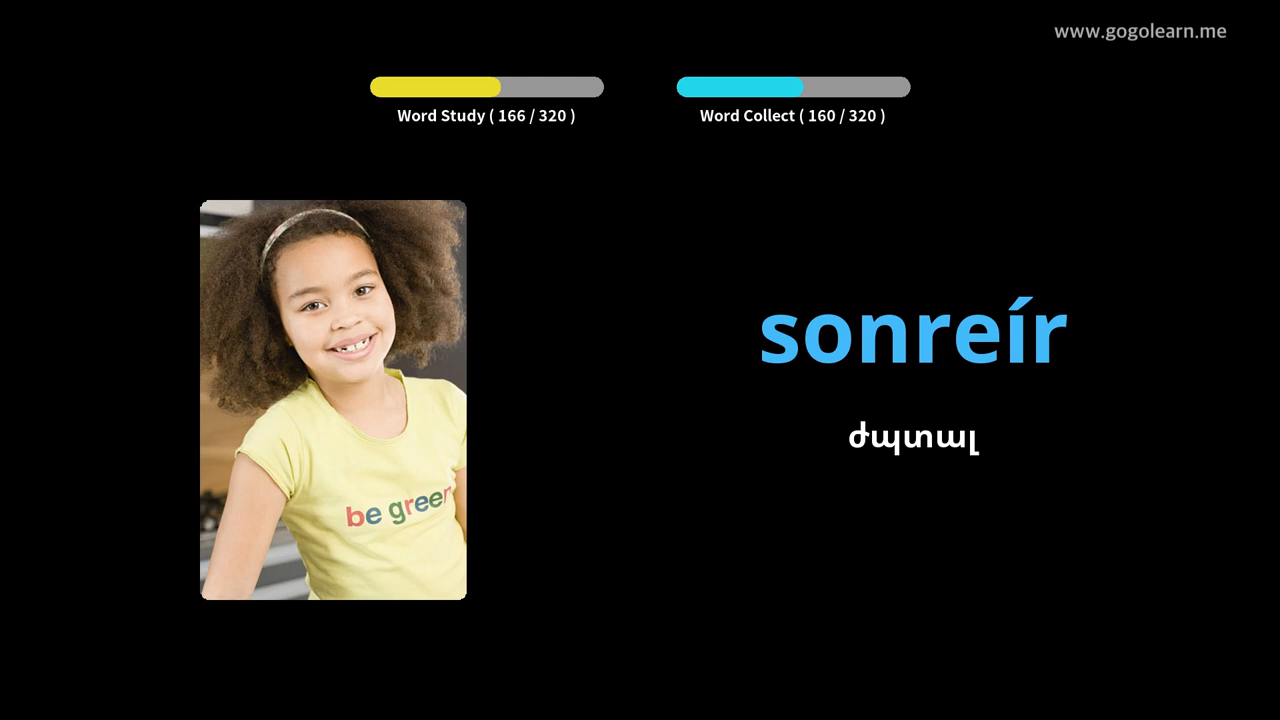 www.gogolearn.me
Word Study ( 166 / 320 )
Word Collect ( 160 / 320 )
sonreír
ժպտալ
be green